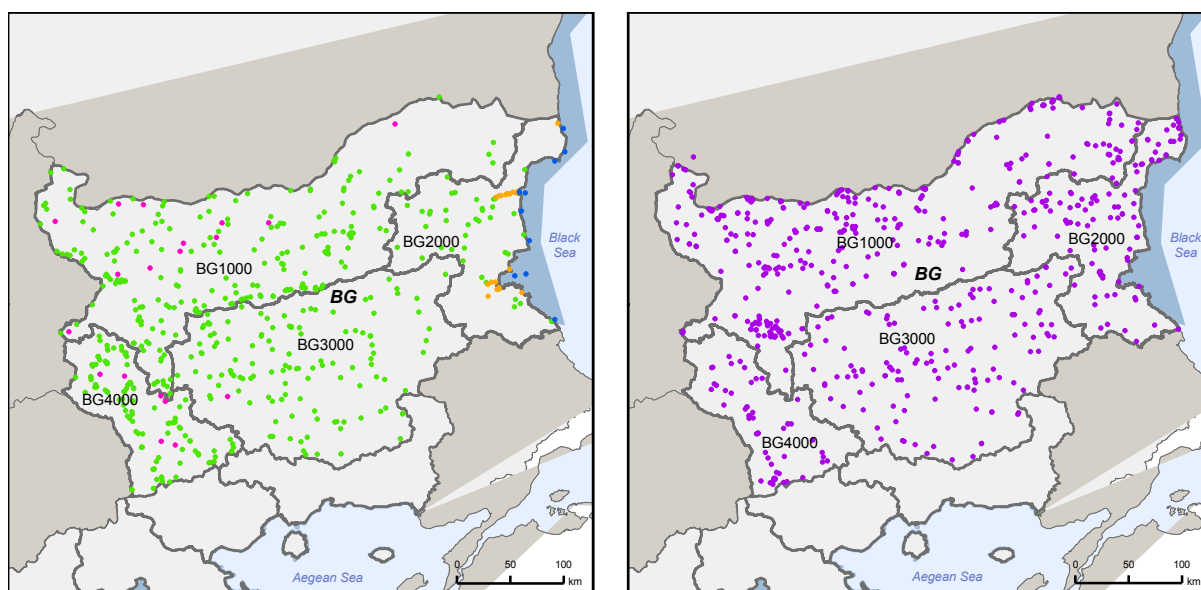 BG1000
BG2000
BG
BG3000
BG4000
Black
Sea
Aegean Sea
0 50 100
km
BG1000
BG2000
BG
BG3000
BG4000
Black
Sea
Aegean Sea
0 50 100
km